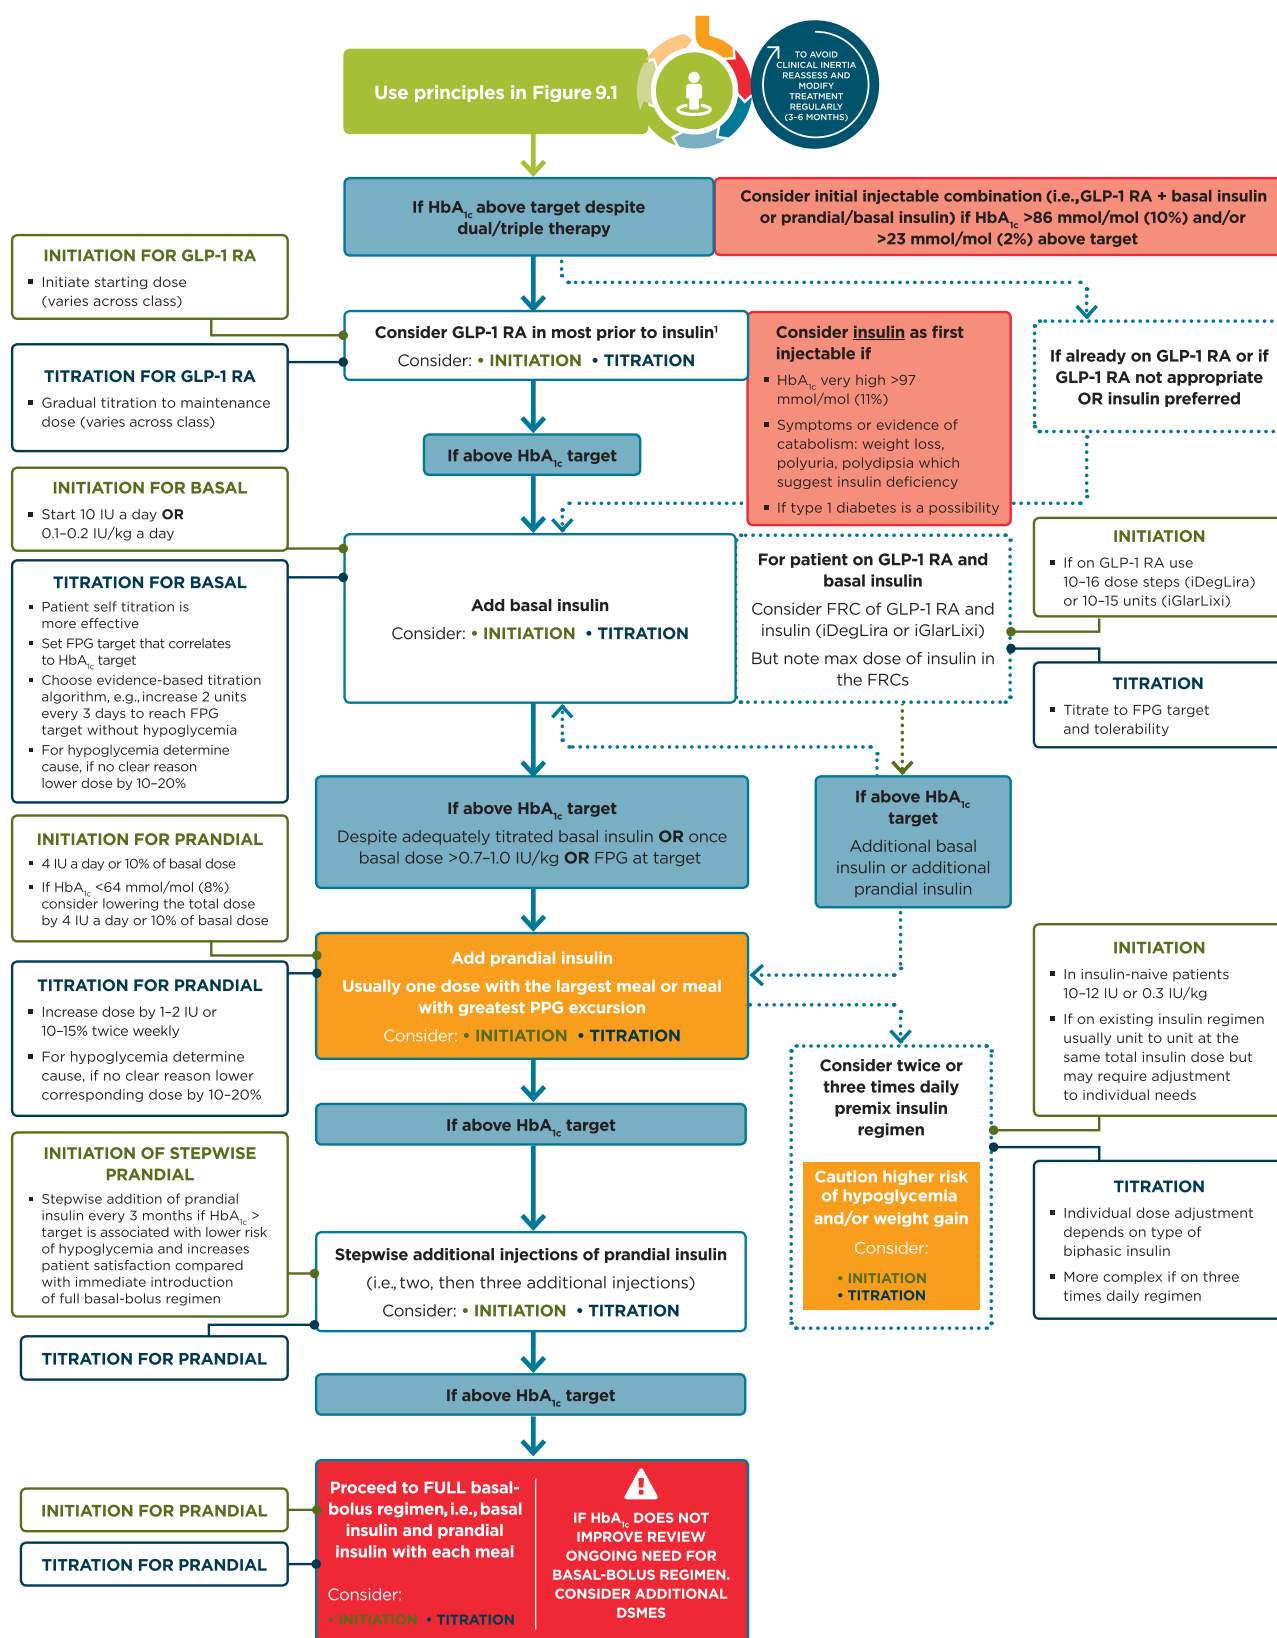 Use principles in Figure 9.1
TO AVOID
CLINICAL INERTIA
REASSESS AND
MODIFY
TREATMENT
REGULARLY
(3–6 MONTHS)
If HbA1c above target despite
dual/triple therapy
Consider initial injectable combination (i.e., GLP-1 RA + basal insulin
or prandial/basal insulin) if HbA1c >86 mmol/mol (10%) and/or
>23 mmol/mol (2%) above target
INITIATION FOR GLP-1 RA
▪ Initiate starting dose
(varies across class)
TITRATION FOR GLP-1 RA
▪ Gradual titration to maintenance
dose (varies across class)
Consider GLP-1 RA in most prior to insulin¹
Consider: • INITIATION • TITRATION
Consider insulin as first
injectable if
▪ HbA1c very high >97
mmol/mol (11%)
▪ Symptoms or evidence of
catabolism: weight loss,
polyuria, polydipsia which
suggest insulin deficiency
▪ If type 1 diabetes is a possibility
If already on GLP-1 RA or if
GLP-1 RA not appropriate
OR insulin preferred
If above HbA1c target
INITIATION FOR BASAL
▪ Start 10 IU a day OR
0.1–0.2 IU/kg a day
TITRATION FOR BASAL
▪ Patient self titration is
more effective
▪ Set FPG target that correlates
to HbA1c target
▪ Choose evidence-based titration
algorithm, e.g., increase 2 units
every 3 days to reach FPG
target without hypoglycemia
▪ For hypoglycemia determine
cause, if no clear reason
lower dose by 10–20%
Add basal insulin
Consider: • INITIATION • TITRATION
For patient on GLP-1 RA and
basal insulin
Consider FRC of GLP-1 RA and
insulin (iDegLira or iGlarLixi)
But note max dose of insulin in
the FRCs
INITIATION
▪ If on GLP-1 RA use
10–16 dose steps (iDegLira)
or 10–15 units (iGlarLixi)
TITRATION
▪ Titrate to FPG target
and tolerability
If above HbA1c target
Despite adequately titrated basal insulin OR once
basal dose >0.7–1.0 IU/kg OR FPG at target
If above HbA1c
target
Additional basal
insulin or additional
prandial insulin
INITIATION FOR PRANDIAL
▪ 4 IU a day or 10% of basal dose
▪ If HbA1c <64 mmol/mol (8%)
consider lowering the total dose
by 4 IU a day or 10% of basal dose
TITRATION FOR PRANDIAL
▪ Increase dose by 1–2 IU or
10–15% twice weekly
▪ For hypoglycemia determine
cause, if no clear reason lower
corresponding dose by 10–20%
Add prandial insulin
Usually one dose with the largest meal or meal
with greatest PPG excursion
Consider: • INITIATION • TITRATION
Consider twice or
three times daily
premix insulin
regimen
Caution higher risk
of hypoglycemia
and/or weight gain
Consider:
• INITIATION
• TITRATION
INITIATION
▪ In insulin-naive patients
10–12 IU or 0.3 IU/kg
▪ If on existing insulin regimen
usually unit to unit at the
same total insulin dose but
may require adjustment
to individual needs
TITRATION
▪ Individual dose adjustment
depends on type of
biphasic insulin
▪ More complex if on three
times daily regimen
If above HbA1c target
INITIATION OF STEPWISE
PRANDIAL
▪ Stepwise addition of prandial
insulin every 3 months if HbA1c >
target is associated with lower risk
of hypoglycemia and increases
patient satisfaction compared
with immediate introduction
of full basal-bolus regimen
TITRATION FOR PRANDIAL
Stepwise additional injections of prandial insulin
(i.e., two, then three additional injections)
Consider: • INITIATION • TITRATION
If above HbA1c target
INITIATION FOR PRANDIAL
TITRATION FOR PRANDIAL
Proceed to FULL basal-
bolus regimen, i.e., basal
insulin and prandial
insulin with each meal
Consider:
• INITIATION • TITRATION
IF HbA1c DOES NOT
IMPROVE REVIEW
ONGOING NEED FOR
BASAL-BOLUS REGIMEN.
CONSIDER ADDITIONAL
DSMES